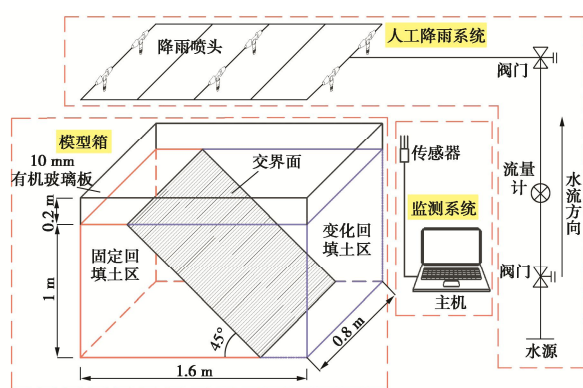 降雨喷头
人工降雨系统
阀门
模型箱
10 mm
有机玻璃板
交界面
传感器
流量
计
水流方向
监测系统
0.2 m
固定回
填土区
变化回
填土区
1 m
45°
0.8 m
主机
阀门
1.6 m
水源